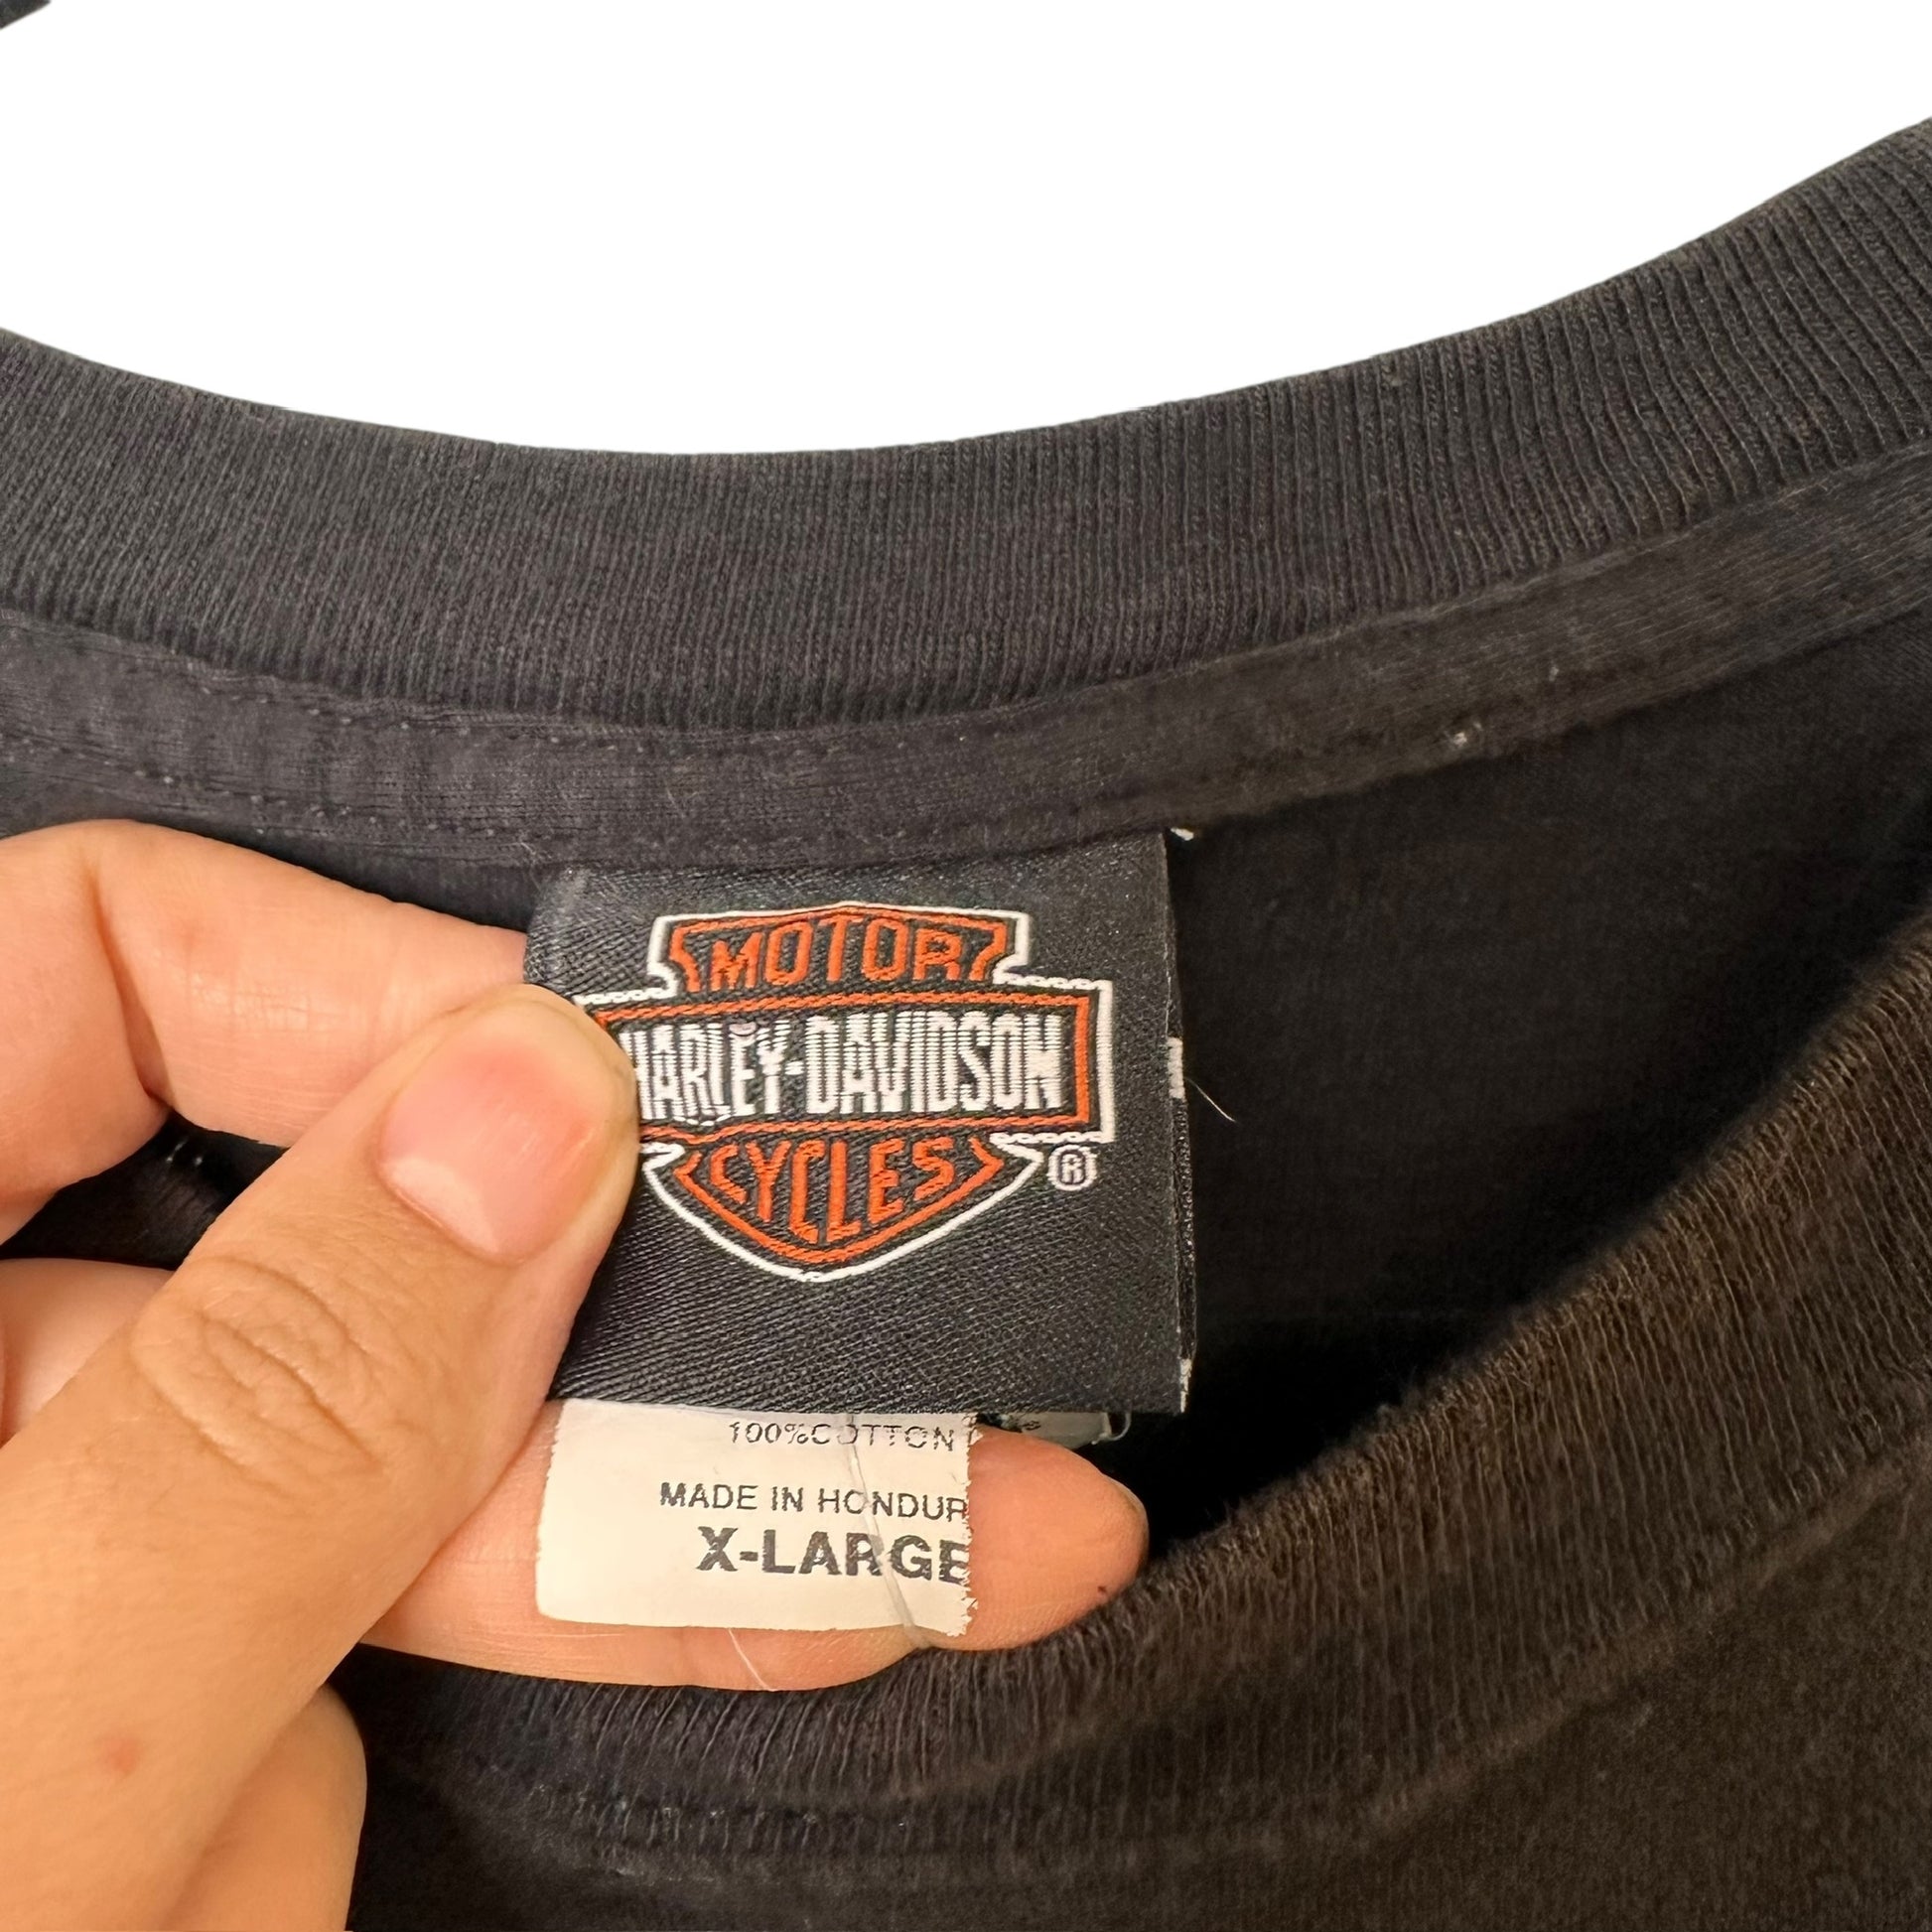 MOTOR
HARLEY-DAVIDSON
CYCLES
®
100%COTTON
MADE IN HONDUR
X-LARGE